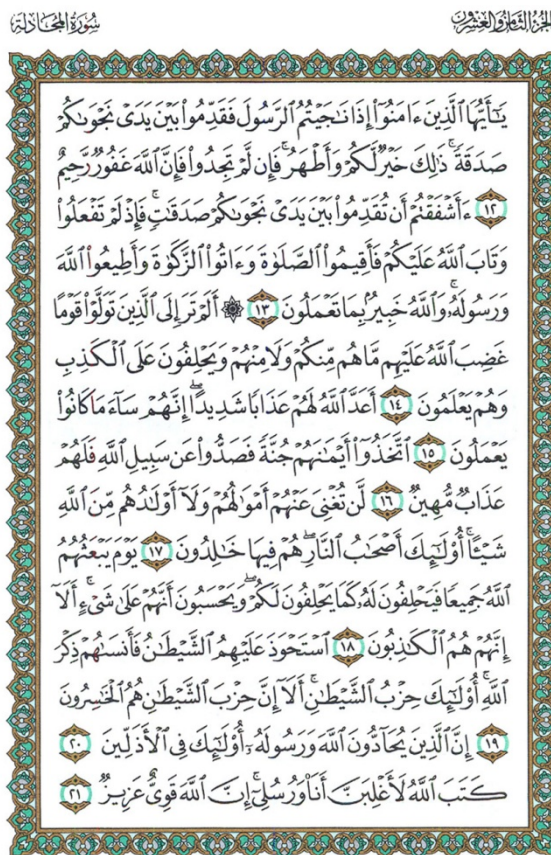 الجزء الثامن والعشرون
سورة المجادلة
يَٰٓأَيُّهَا ٱلَّذِينَ ءَامَنُوٓا۟ إِذَا نَٰجَيْتُمُ ٱلرَّسُولَ فَقَدِّمُوا۟ بَيْنَ يَدَىْ نَجْوَىٰكُمْ
صَدَقَةً ۚ ذَٰلِكَ خَيْرٌ لَّكُمْ وَأَطْهَرُ ۚ فَإِن لَّمْ تَجِدُوا۟ فَإِنَّ ٱللَّهَ غَفُورٌ رَّحِيمٌ
١٢ ءَأَشْفَقْتُمْ أَن تُقَدِّمُوا۟ بَيْنَ يَدَىْ نَجْوَىٰكُمْ صَدَقَٰتٍ ۚ فَإِذْ لَمْ تَفْعَلُوا۟
وَتَابَ ٱللَّهُ عَلَيْكُمْ فَأَقِيمُوا۟ ٱلصَّلَوٰةَ وَءَاتُوا۟ ٱلزَّكَوٰةَ وَأَطِيعُوا۟ ٱللَّهَ
وَرَسُولَهُۥ ۚ وَٱللَّهُ خَبِيرٌۢ بِمَا تَعْمَلُونَ ١٣ ۞ أَلَمْ تَرَ إِلَى ٱلَّذِينَ تَوَلَّوْا۟ قَوْمًا
غَضِبَ ٱللَّهُ عَلَيْهِم مَّا هُم مِّنكُمْ وَلَا مِنْهُمْ وَيَحْلِفُونَ عَلَى ٱلْكَذِبِ
وَهُمْ يَعْلَمُونَ ١٤ أَعَدَّ ٱللَّهُ لَهُمْ عَذَابًا شَدِيدًا ۖ إِنَّهُمْ سَآءَ مَا كَانُوا۟
يَعْمَلُونَ ١٥ ٱتَّخَذُوٓا۟ أَيْمَٰنَهُمْ جُنَّةً فَصَدُّوا۟ عَن سَبِيلِ ٱللَّهِ فَلَهُمْ
عَذَابٌ مُّهِينٌ ١٦ لَّن تُغْنِىَ عَنْهُمْ أَمْوَٰلُهُمْ وَلَآ أَوْلَٰدُهُم مِّنَ ٱللَّهِ
شَيْـًٔا ۚ أُو۟لَٰٓئِكَ أَصْحَٰبُ ٱلنَّارِ ۖ هُمْ فِيهَا خَٰلِدُونَ ١٧ يَوْمَ يَبْعَثُهُمُ
ٱللَّهُ جَمِيعًا فَيَحْلِفُونَ لَهُۥ كَمَا يَحْلِفُونَ لَكُمْ ۖ وَيَحْسَبُونَ أَنَّهُمْ عَلَىٰ شَىْءٍ ۚ أَلَآ
إِنَّهُمْ هُمُ ٱلْكَٰذِبُونَ ١٨ ٱسْتَحْوَذَ عَلَيْهِمُ ٱلشَّيْطَٰنُ فَأَنسَىٰهُمْ ذِكْرَ
ٱللَّهِ ۚ أُو۟لَٰٓئِكَ حِزْبُ ٱلشَّيْطَٰنِ ۚ أَلَآ إِنَّ حِزْبَ ٱلشَّيْطَٰنِ هُمُ ٱلْخَٰسِرُونَ
١٩ إِنَّ ٱلَّذِينَ يُحَآدُّونَ ٱللَّهَ وَرَسُولَهُۥٓ أُو۟لَٰٓئِكَ فِى ٱلْأَذَلِّينَ ٢٠
كَتَبَ ٱللَّهُ لَأَغْلِبَنَّ أَنَا۠ وَرُسُلِىٓ ۚ إِنَّ ٱللَّهَ قَوِىٌّ عَزِيزٌ ٢١